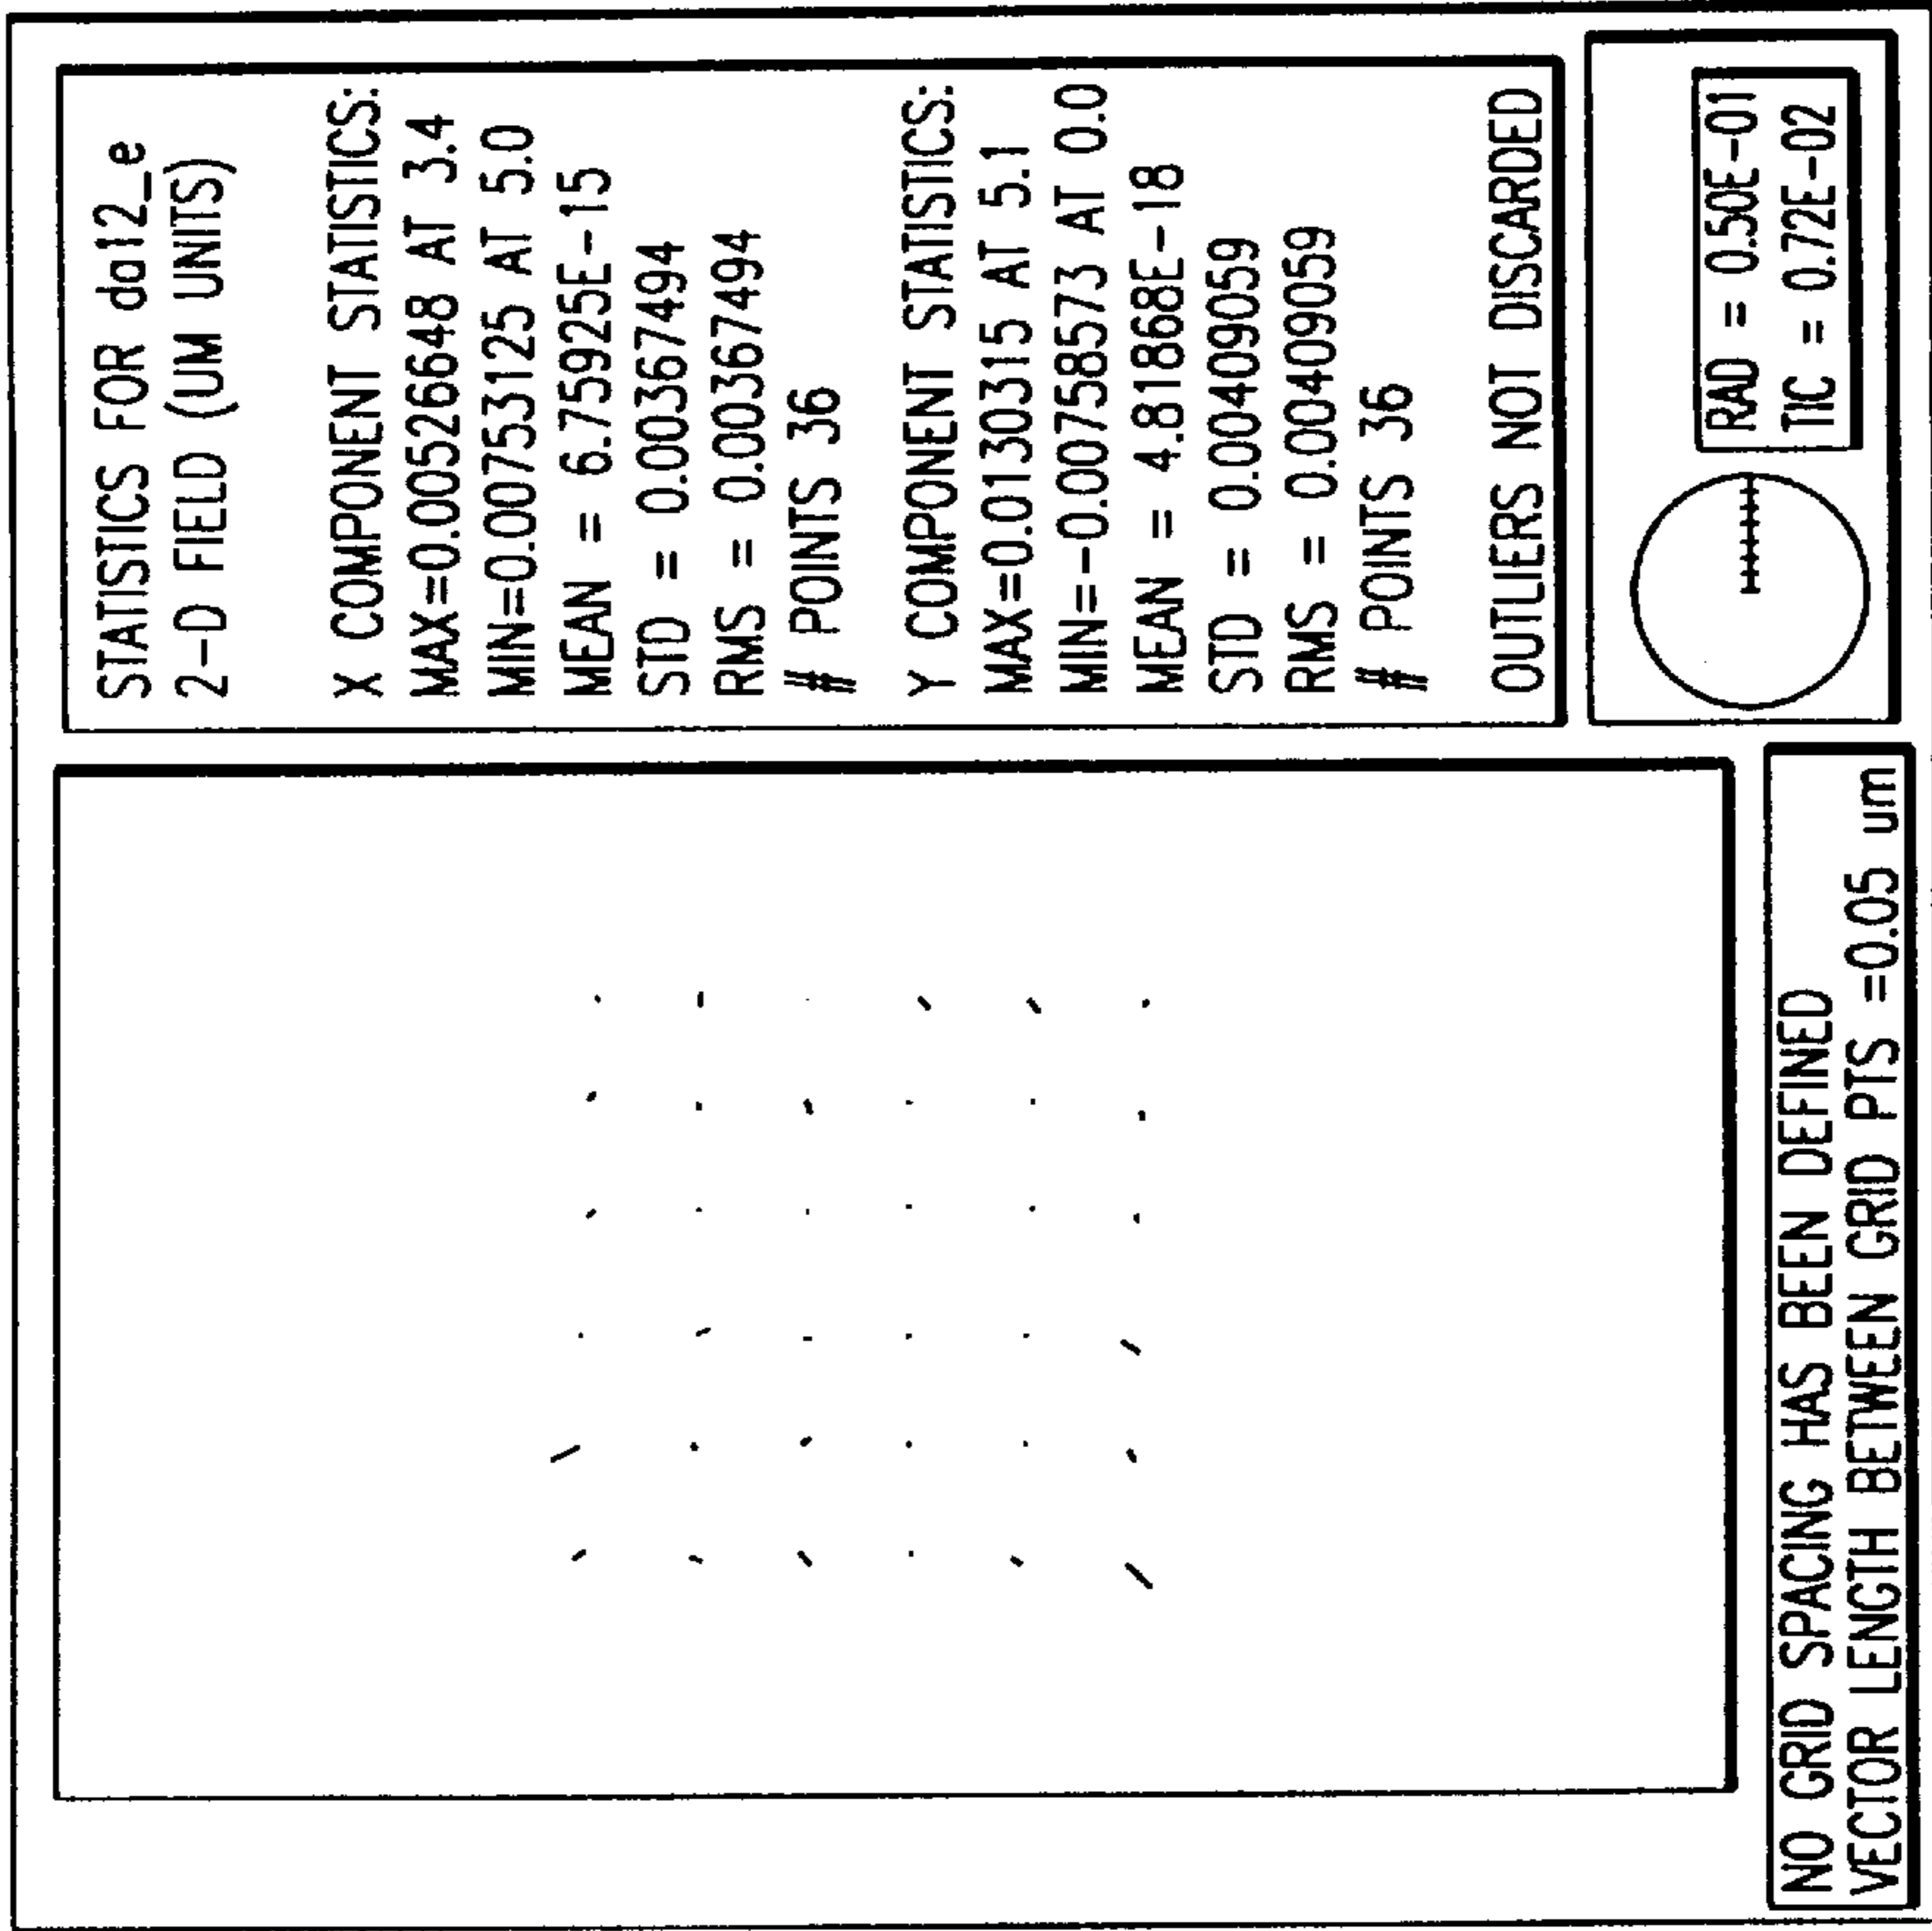 STATISTICS FOR da12_e
2-D FIELD (UM UNITS)
X COMPONENT STATISTICS:
MAX=0.00526648 AT 3.4
MIN=0.00753125 AT 5.0
MEAN = 6.75925E-15
STD = 0.00367494
RMS = 0.00367494
# POINTS 36
Y COMPONENT STATISTICS:
MAX=0.0130315 AT 5.1
MIN=-0.00758573 AT 0.0
MEAN = 4.81868E-18
STD = 0.00409059
RMS = 0.00409059
# POINTS 36
OUTLIERS NOT DISCARDED
RAD = 0.50E-01
TIC = 0.72E-02
NO GRID SPACING HAS BEEN DEFINED
VECTOR LENGTH BETWEEN GRID PTS =0.05 um